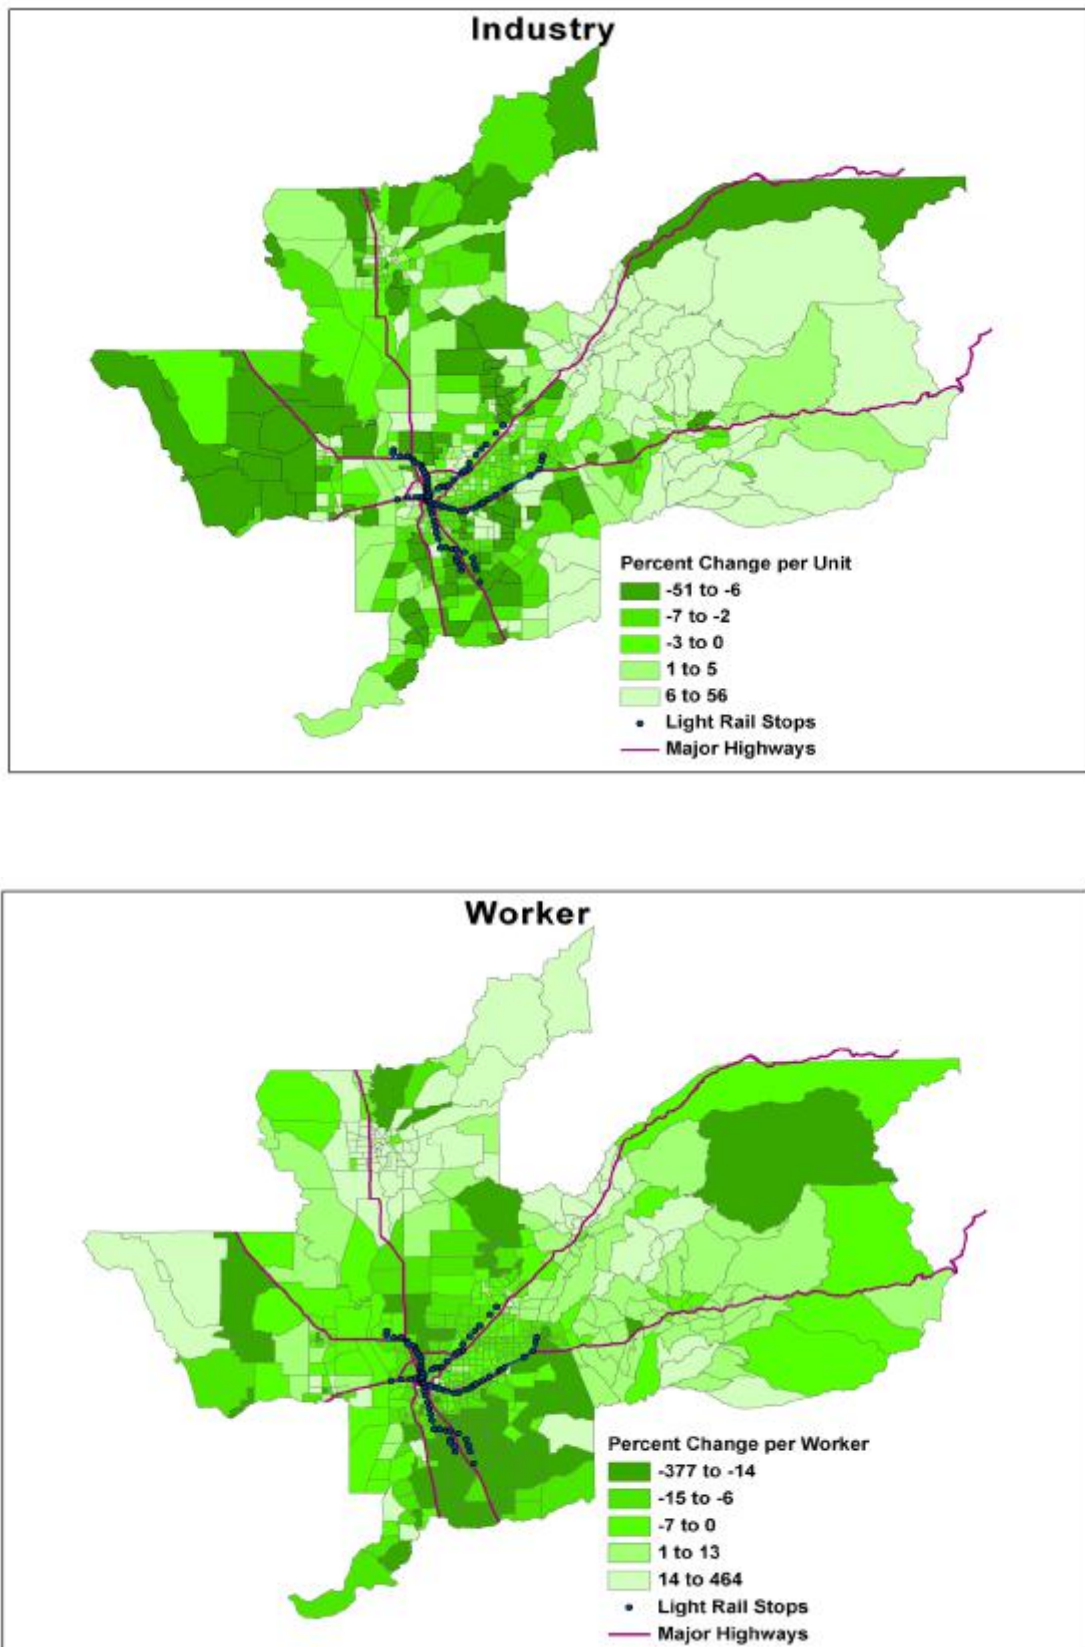 Industry
Percent Change per Unit
-51 to -6
-7 to -2
-3 to 0
1 to 5
6 to 56
Light Rail Stops
Major Highways
Worker
Percent Change per Worker
-377 to -14
-15 to -6
-7 to 0
1 to 13
14 to 464
Light Rail Stops
Major Highways